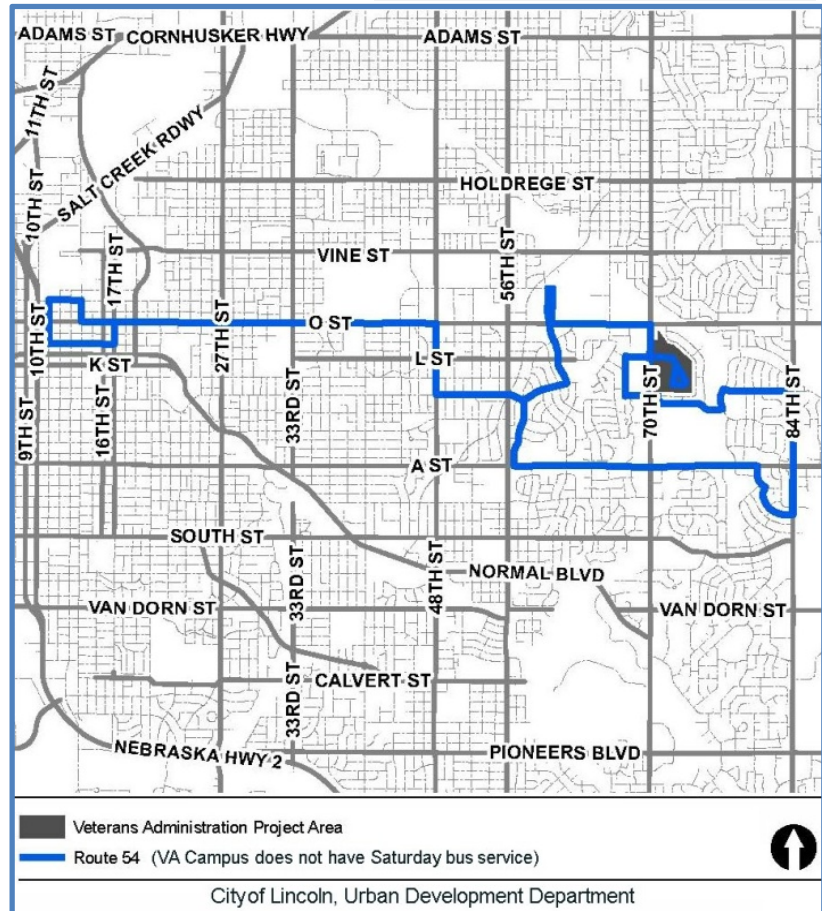 ADAMS ST
CORNHUSKER HWY
ADAMS ST
11TH ST
SALT CREEK RDWY
10TH ST
HOLDREGE ST
VINE ST
56TH ST
17TH ST
O ST
10TH ST
K ST
27TH ST
L ST
33RD ST
70TH ST
84TH ST
9TH ST
16TH ST
A ST
SOUTH ST
NORMAL BLVD
48TH ST
33RD ST
VAN DORN ST
VAN DORN ST
CALVERT ST
33RD ST
NEBRASKA HWY 2
PIONEERS BLVD
Veterans Administration Project Area
Route 54 (VA Campus does not have Saturday bus service)
City of Lincoln, Urban Development Department